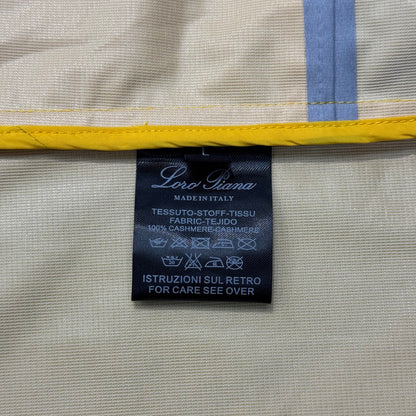 L
Loro Piana
MADE IN ITALY
TESSUTO-STOFF-TISSU
FABRIC-TEJIDO
100% CASHMERE-CASHMERE
ISTRUZIONI SUL RETRO
FOR CARE SEE OVER